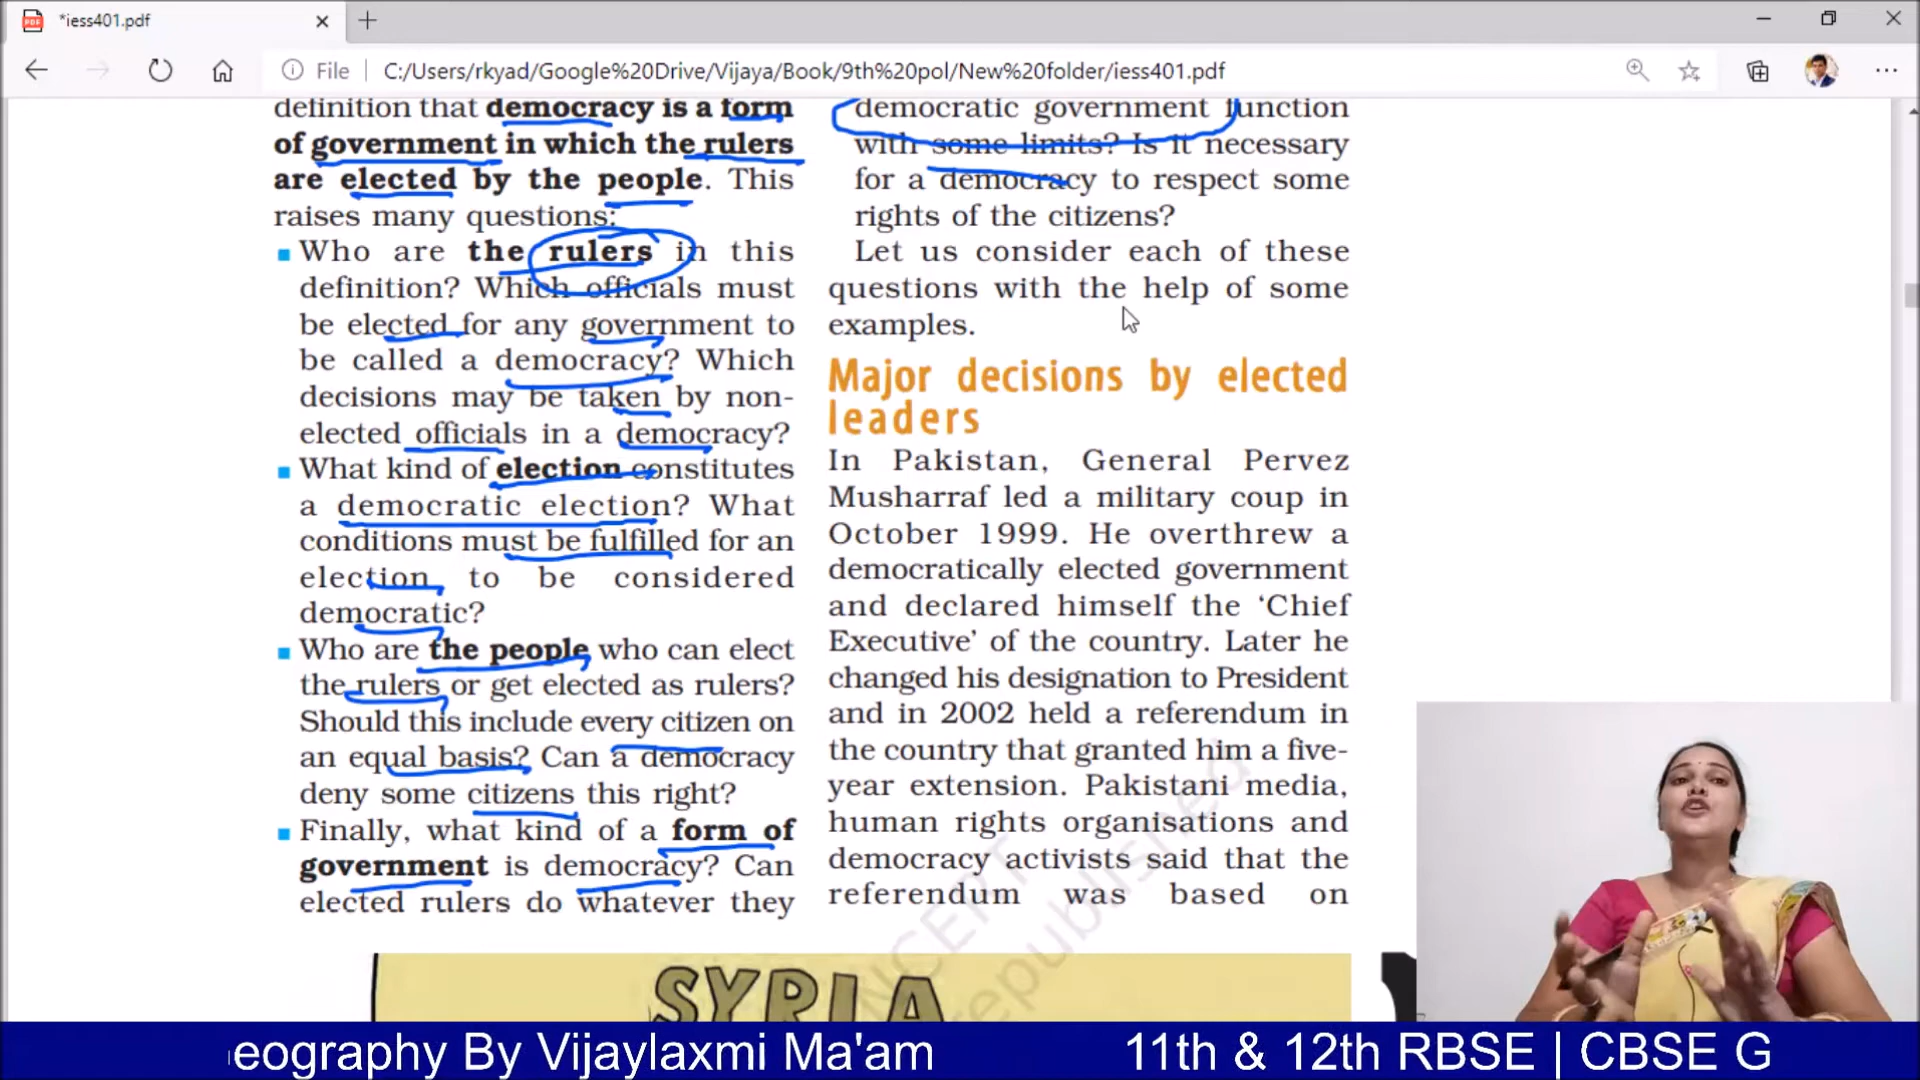 *iess401.pdf
File
C:/Users/rkyad/Google%20Drive/Vijaya/Book/9th%20pol/New%20folder/iess401.pdf
definition that democracy is a form
of government in which the rulers
are elected by the people. This
raises many questions:
Who are the rulers in this
definition? Which officials must
be elected for any government to
be called a democracy? Which
decisions may be taken by non-
elected officials in a democracy?
What kind of election constitutes
a democratic election? What
conditions must be fulfilled for an
election to be considered
democratic?
Who are the people who can elect
the rulers or get elected as rulers?
Should this include every citizen on
an equal basis? Can a democracy
deny some citizens this right?
Finally, what kind of a form of
government is democracy? Can
elected rulers do whatever they
democratic government function
with some limits? Is it necessary
for a democracy to respect some
rights of the citizens?
Let us consider each of these
questions with the help of some
examples.
Major decisions by elected
leaders
In Pakistan, General Pervez
Musharraf led a military coup in
October 1999. He overthrew a
democratically elected government
and declared himself the ‘Chief
Executive’ of the country. Later he
changed his designation to President
and in 2002 held a referendum in
the country that granted him a five-
year extension. Pakistani media,
human rights organisations and
democracy activists said that the
referendum was based on
NCERT
republished
SYRIA
eography By Vijaylaxmi Ma'am
11th & 12th RBSE | CBSE G